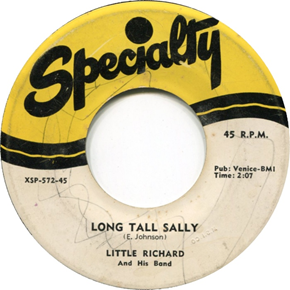 Specialty
45 R.P.M.
XSP-572-45
Pub: Venice-BMI
Time: 2:07
LONG TALL SALLY
(E. Johnson)
LITTLE RICHARD
And His Band